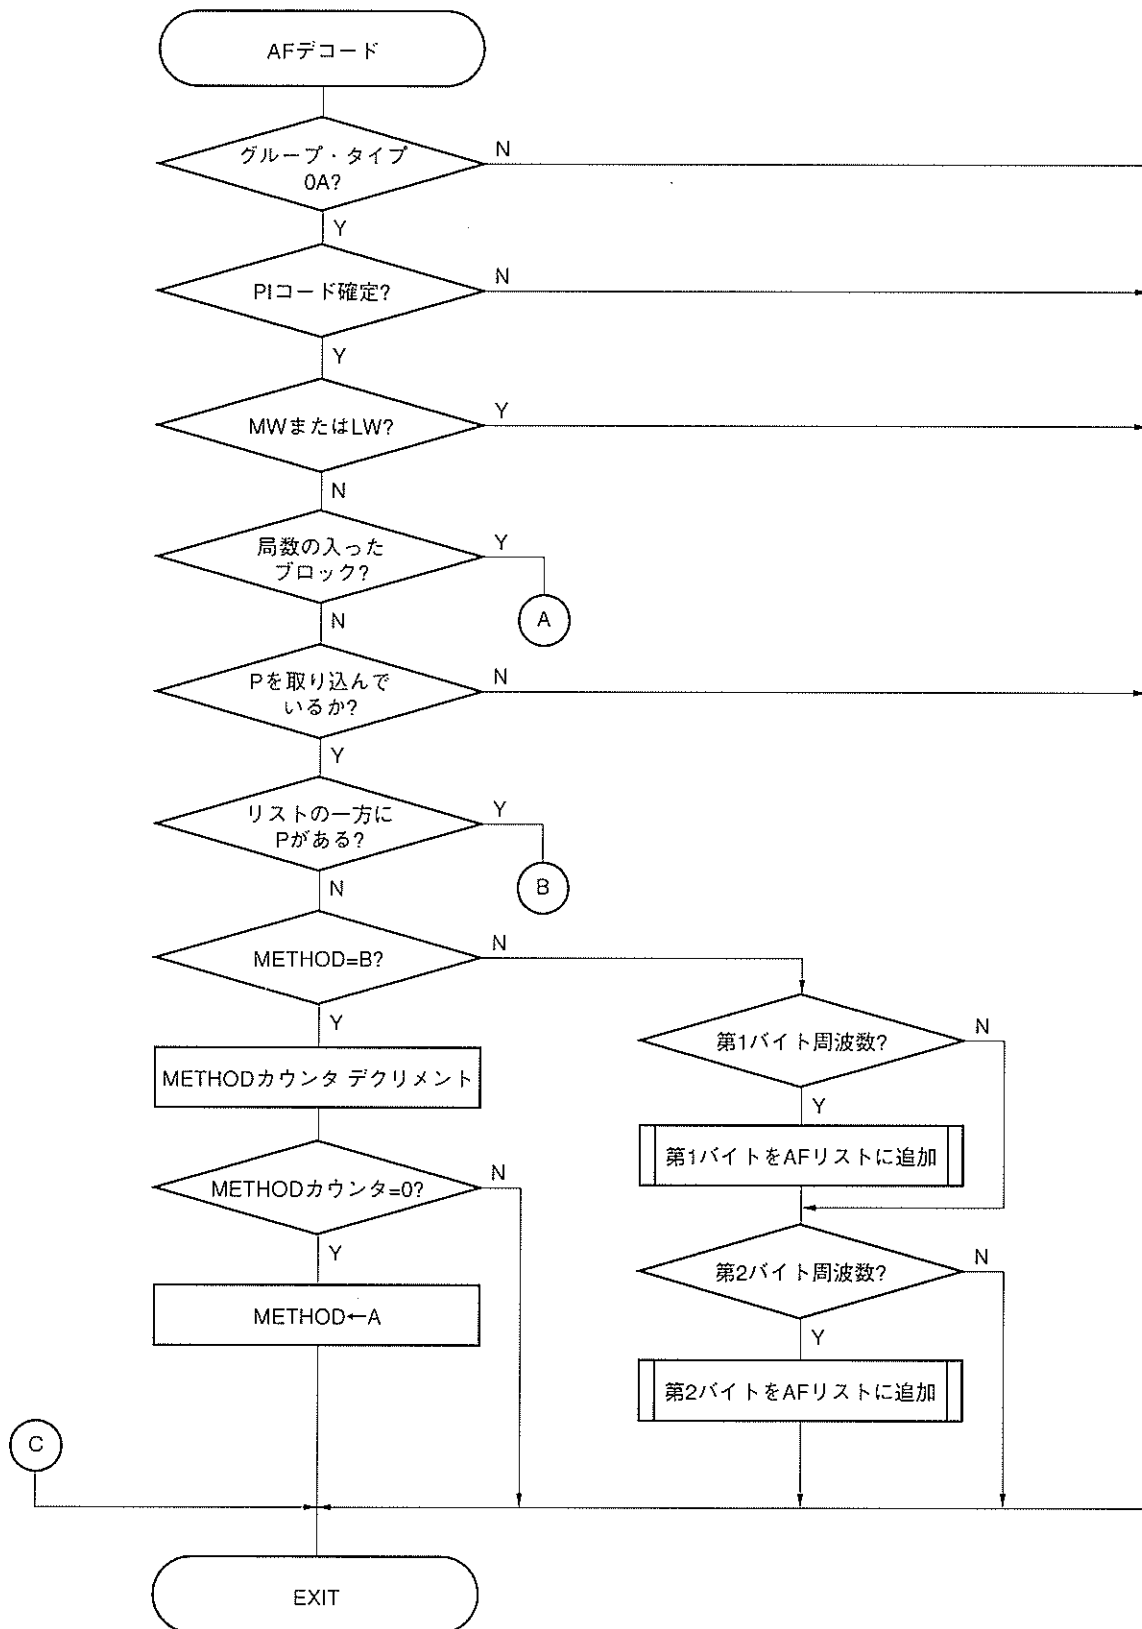 AFデコード
グループ・タイプ
0A?
N
Y
PIコード確定?
N
Y
MWまたはLW?
Y
N
局数の入った
ブロック?
Y
A
N
Pを取り込んで
いるか?
N
Y
リストの一方に
Pがある?
Y
B
N
METHOD=B?
N
Y
第1バイト周波数?
N
Y
METHODカウンタ デクリメント
第1バイトをAFリストに追加
METHODカウンタ=0?
N
Y
第2バイト周波数?
N
Y
METHOD←A
第2バイトをAFリストに追加
C
EXIT